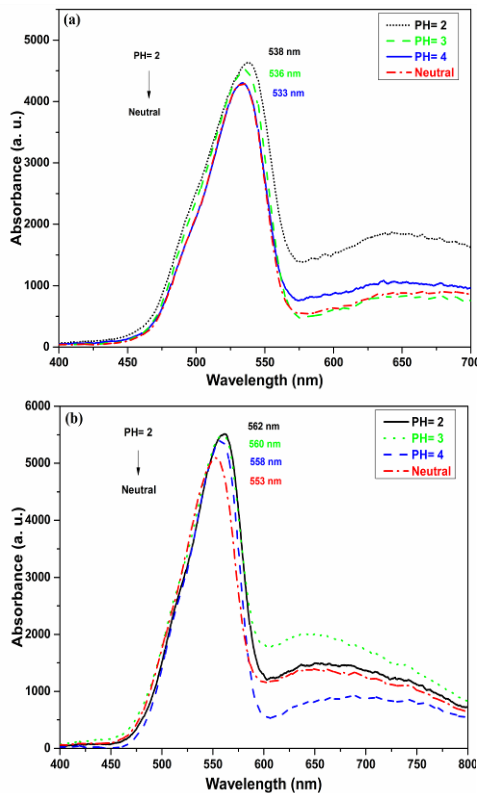 (a)
PH= 2
Neutral
538 nm
536 nm
533 nm
PH= 2
PH= 3
PH= 4
Neutral
Absorbance (a. u.)
5000
4000
3000
2000
1000
0
400 450 500 550 600 650 700
Wavelength (nm)
(b)
PH= 2
Neutral
562 nm
560 nm
558 nm
553 nm
PH= 2
PH= 3
PH= 4
Neutral
Absorbance (a. u.)
6000
5000
4000
3000
2000
1000
0
400 450 500 550 600 650 700 750 800
Wavelength (nm)